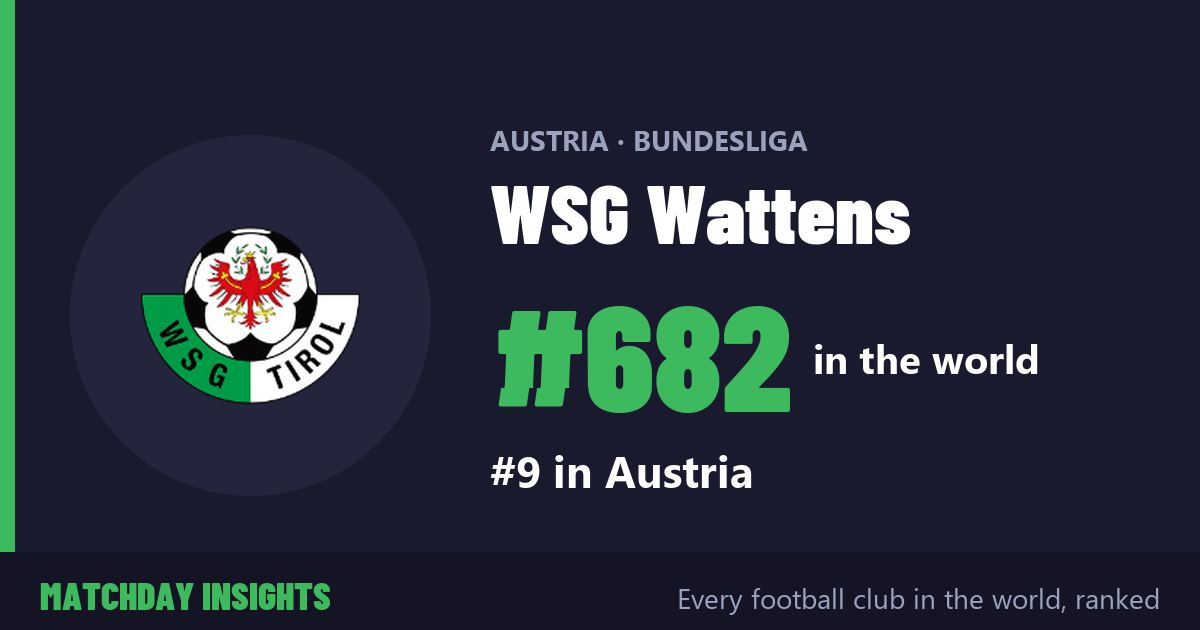 AUSTRIA · BUNDESLIGA
WSG Wattens
#682 in the world
#9 in Austria
WSG TIROL
MATCHDAY INSIGHTS
Every football club in the world, ranked